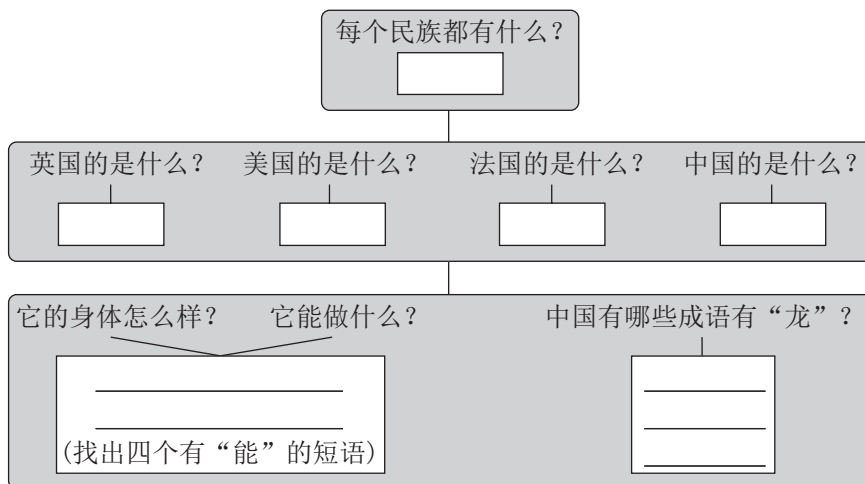 每个民族都有什么？
英国的是什么？ 美国的是什么？ 法国的是什么？ 中国的是什么？
它的身体怎么样？ 它能做什么？ 中国有哪些成语有“龙”？
(找出四个有“能”的短语)